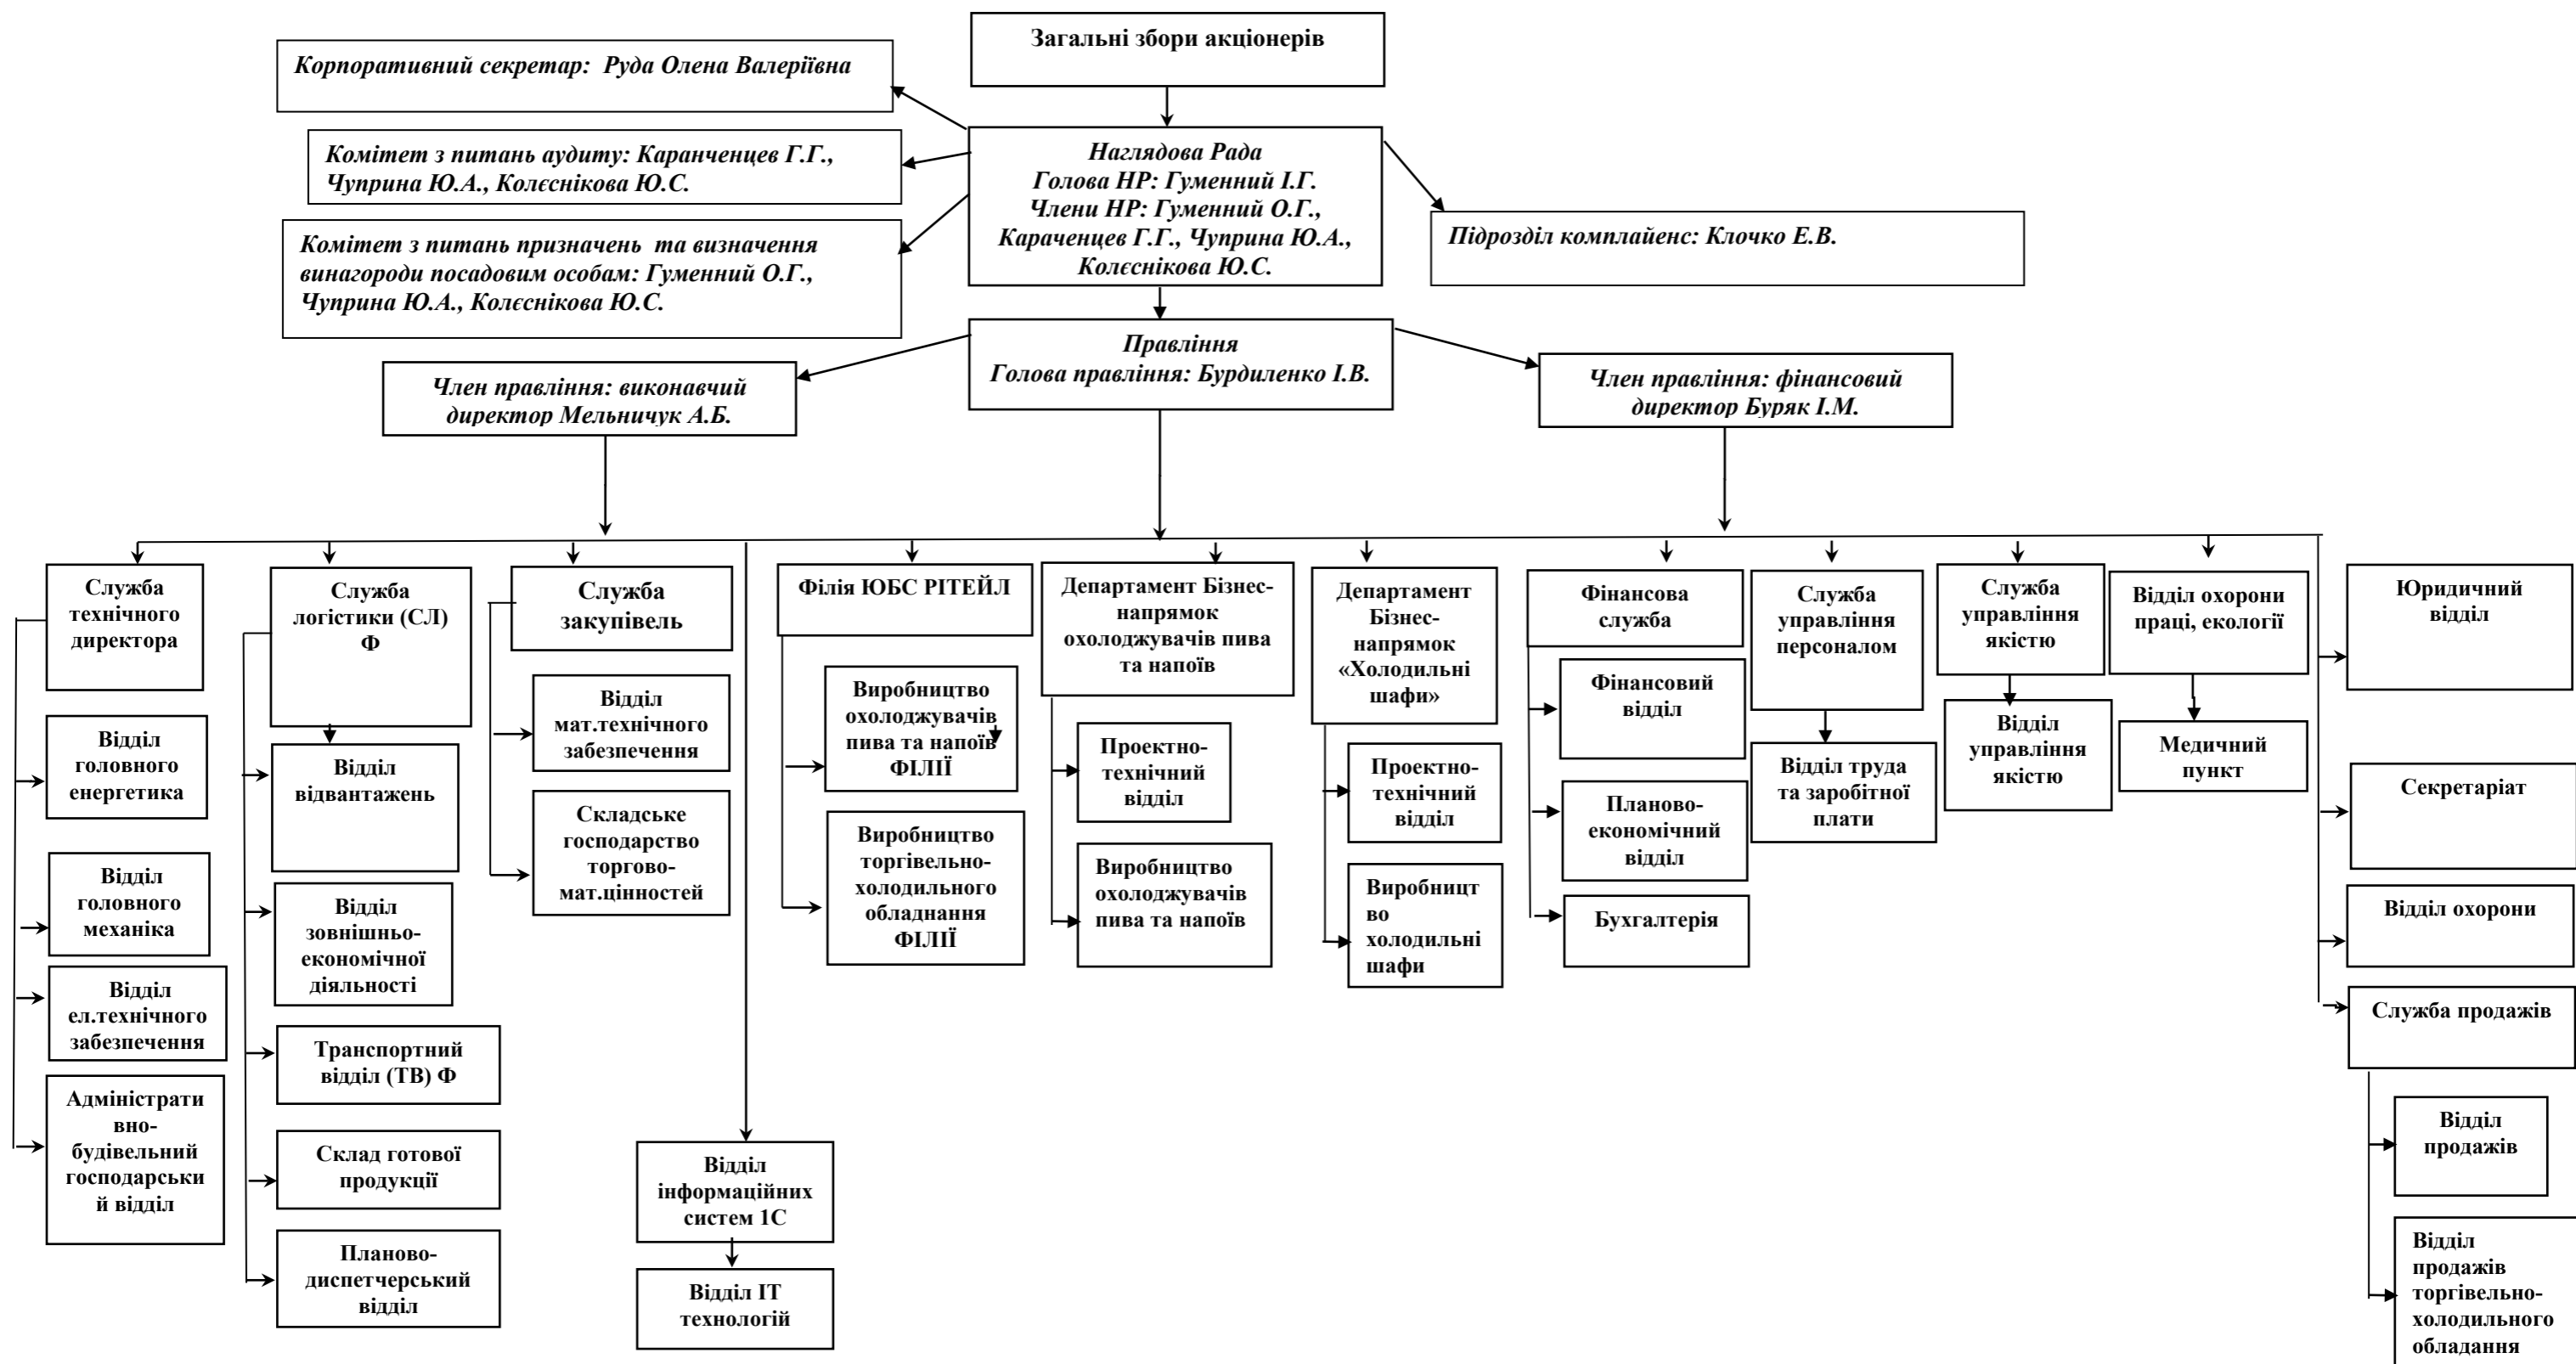 Загальні збори акціонерів
Корпоративний секретар:  Руда Олена Валеріївна
Комітет з питань аудиту: Каранченцев Г.Г.,
Чуприна Ю.А., Колєснікова Ю.С.
Наглядова Рада
Голова НР: Гуменний І.Г.
Члени НР: Гуменний О.Г.,
Караченцев Г.Г., Чуприна Ю.А.,
Колєснікова Ю.С.
Комітет з питань призначень  та визначення
винагороди посадовим особам: Гуменний О.Г.,
Чуприна Ю.А., Колєснікова Ю.С.
Підрозділ комплайенс: Клочко Е.В.
Правління
Голова правління: Бурдиленко І.В.
Член правління: виконавчий
директор Мельничук А.Б.
Член правління: фінансовий
директор Буряк І.М.
Служба
технічного
директора
Відділ
головного
енергетика
Відділ
головного
механіка
Відділ
ел.технічного
забезпечення
Адміністрати
вно-
будівельний
господарськи
й відділ
Служба
логістики (СЛ)
Ф
Відділ
відвантажень
Відділ
зовнішньо-
економічної
діяльності
Транспортний
відділ (ТВ) Ф
Склад готової
продукції
Планово-
диспетчерський
відділ
Служба
закупівель
Відділ
мат.технічного
забезпечення
Складське
господарство
торгово-
мат.цінностей
Відділ
інформаційних
систем 1С
Відділ ІТ
технологій
Філія ЮБС РІТЕЙЛ
Виробництво
охолоджувачів
пива та напоїв
ФІЛІЇ
Виробництво
торгівельно-
холодильного
обладнання
ФІЛІЇ
Департамент Бізнес-
напрямок
охолоджувачів пива
та напоїв
Проектно-
технічний
відділ
Виробництво
охолоджувачів
пива та напоїв
Департамент
Бізнес-
напрямок
«Холодильні
шафи»
Проектно-
технічний
відділ
Виробницт
во
холодильні
шафи
Фінансова
служба
Фінансовий
відділ
Планово-
економічний
відділ
Бухгалтерія
Служба
управління
персоналом
Відділ труда
та заробітної
плати
Служба
управління
якістю
Відділ
управління
якістю
Відділ охорони
праці, екології
Медичний
пункт
Юридичний
відділ
Секретаріат
Відділ охорони
Служба продажів
Відділ
продажів
Відділ
продажів
торгівельно-
холодильного
обладання